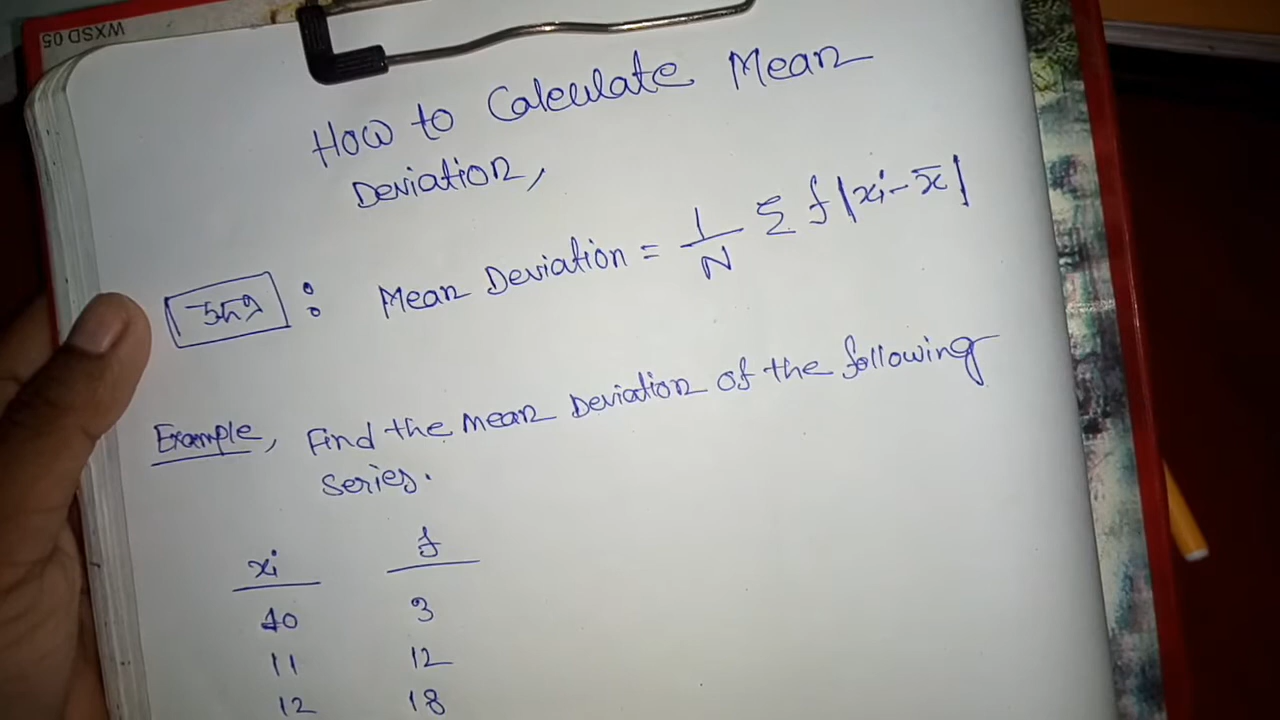 WXSD 05
How to Calculate Mean
Deviation,
সূত্র : Mean Deviation = 1/N Σ f|xi - x̄|
Example, Find the mean Deviation of the following
series.
xi f
10 3
11 12
12 18